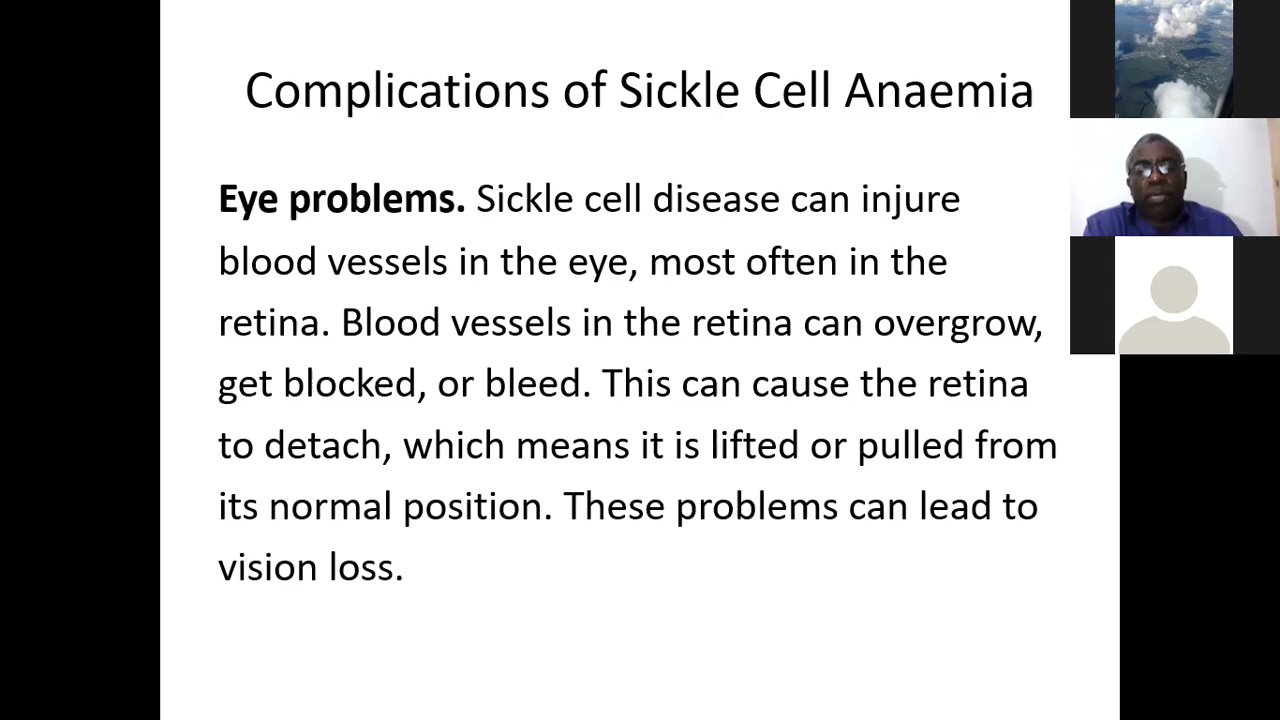 Complications of Sickle Cell Anaemia
Eye problems. Sickle cell disease can injure
blood vessels in the eye, most often in the
retina. Blood vessels in the retina can overgrow,
get blocked, or bleed. This can cause the retina
to detach, which means it is lifted or pulled from
its normal position. These problems can lead to
vision loss.